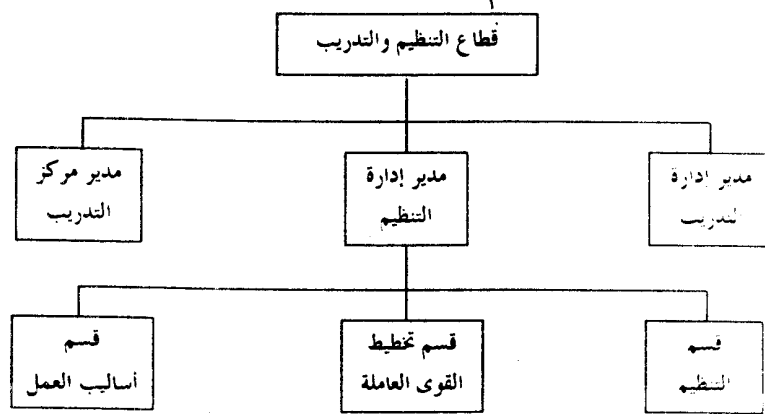 قطاع التنظيم والتدريب
مدير إدارة
التدريب
مدير إدارة
التنظيم
مدير مركز
التدريب
قسم
التنظيم
قسم تخطيط
القوى العاملة
قسم
أساليب العمل